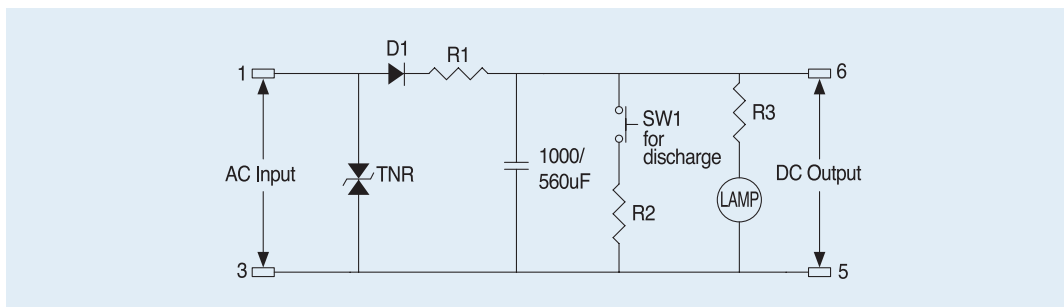 D1
R1
1
6
SW1
for
discharge
R3
AC Input
TNR
1000/
560uF
R2
LAMP
DC Output
3
5